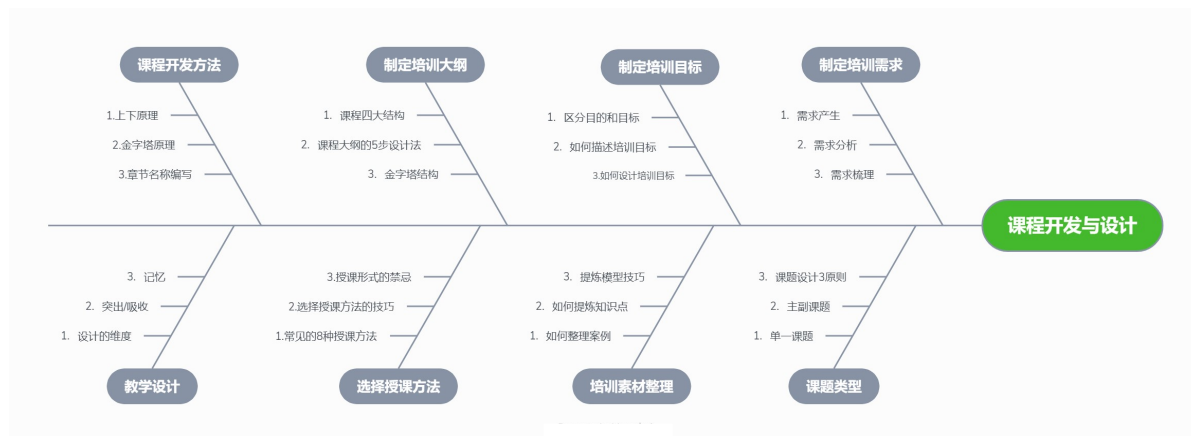 课程开发方法
1.上下原理
2.金字塔原理
3.章节名称编写
制定培训大纲
1. 课程四大结构
2. 课程大纲的5步设计法
3. 金字塔结构
制定培训目标
1. 区分目的和目标
2. 如何描述培训目标
3.如何设计培训目标
制定培训需求
1. 需求产生
2. 需求分析
3. 需求梳理
课程开发与设计
3. 记忆
2. 突出/吸收
1. 设计的维度
教学设计
3.授课形式的禁忌
2.选择授课方法的技巧
1.常见的8种授课方法
选择授课方法
3. 提炼模型技巧
2. 如何提炼知识点
1. 如何整理案例
培训素材整理
3. 课题设计3原则
2. 主副课题
1. 单一课题
课题类型